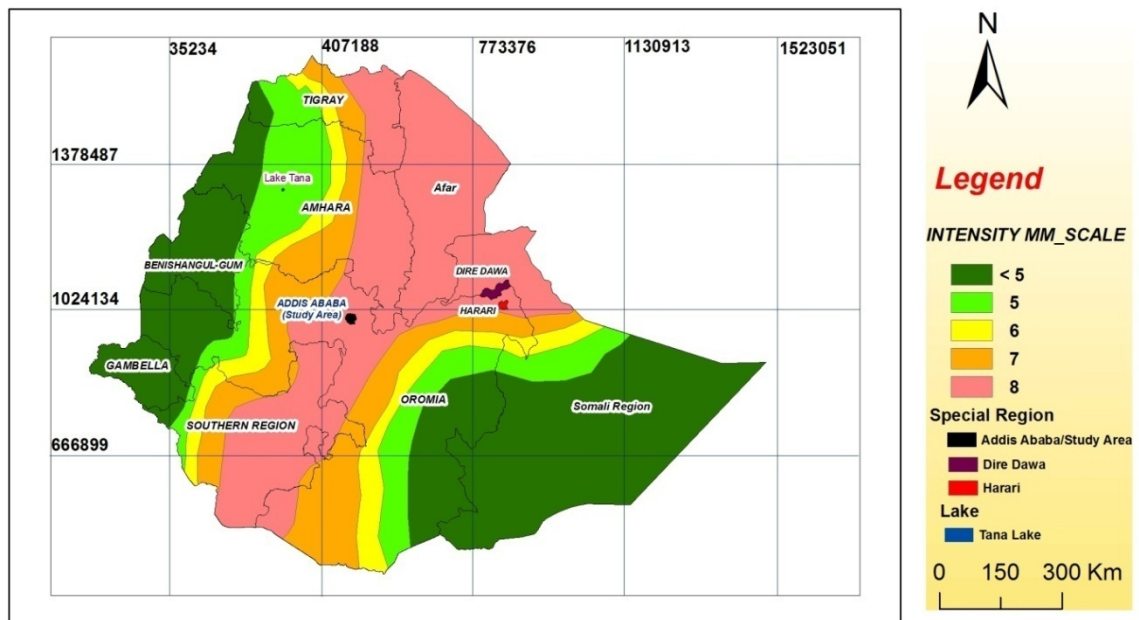 35234 407188 773376 1130913 1523051
N
TIGRAY
1378487
Lake Tana
Afar
AMHARA
BENISHANGUL-GUM
DIRE DAWA
1024134
ADDIS ABABA
(Study Area)
HARARI
GAMBELLA
OROMIA
Somali Region
SOUTHERN REGION
666899
Legend
INTENSITY MM_SCALE
< 5
5
6
7
8
Special Region
Addis Ababa/Study Area
Dire Dawa
Harari
Lake
Tana Lake
0 150 300 Km